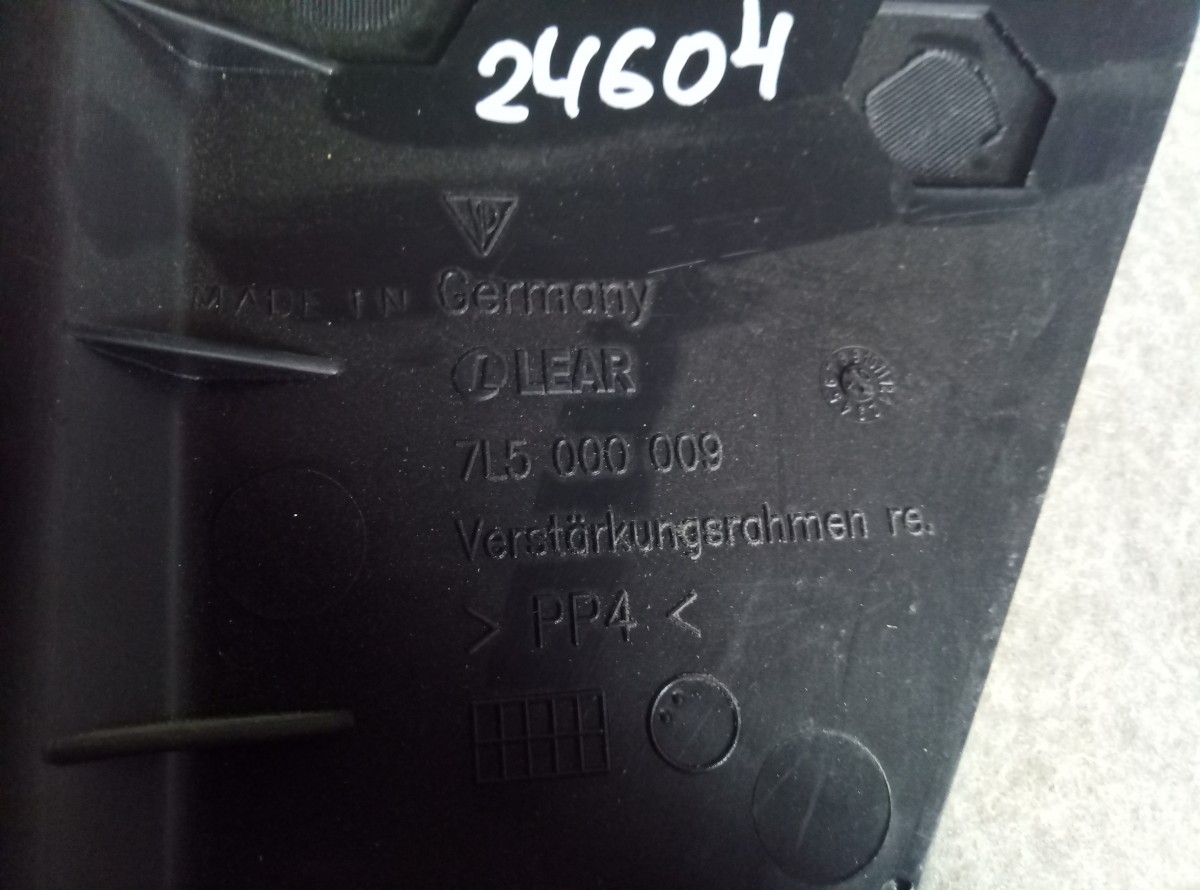 24604
MADE IN Germany
LEAR
7L5 000 009
Verstärkungsrahmen re.
> PP4 <